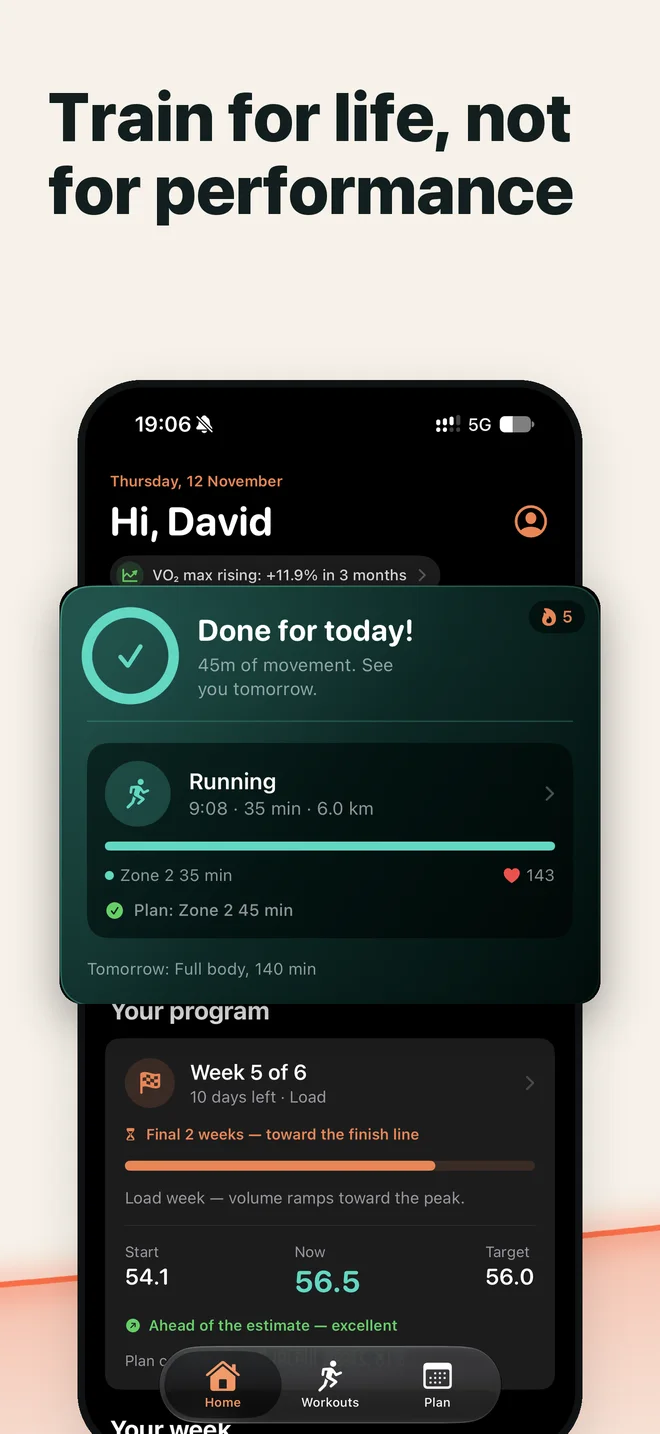 Train for life, not
for performance
19:06
5G
Thursday, 12 November
Hi, David
VO₂ max rising: +11.9% in 3 months
Done for today!
5
45m of movement. See
you tomorrow.
Running
9:08 · 35 min · 6.0 km
Zone 2 35 min
143
Plan: Zone 2 45 min
Tomorrow: Full body, 140 min
Your program
Week 5 of 6
10 days left · Load
Final 2 weeks — toward the finish line
Load week — volume ramps toward the peak.
Start
Now
Target
54.1
56.5
56.0
Ahead of the estimate — excellent
Plan
Home
Workouts
Plan
Your week